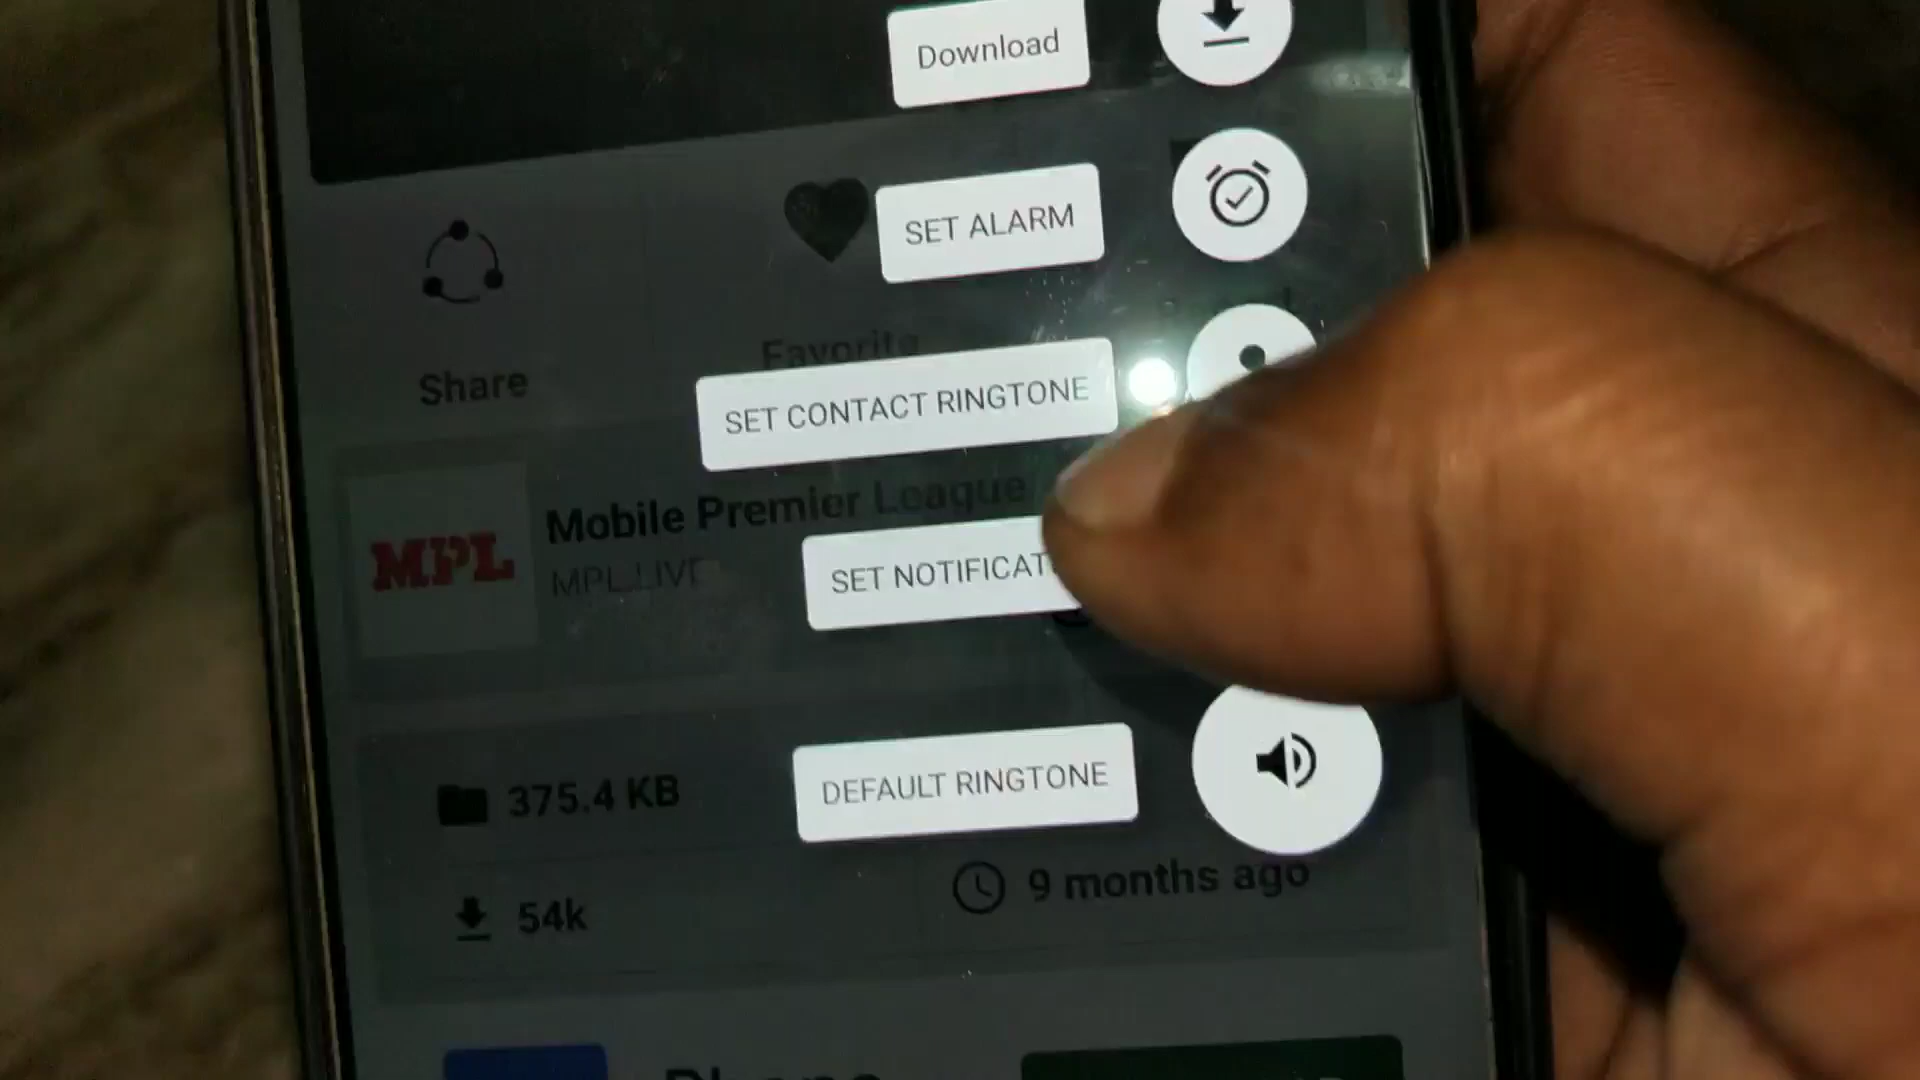 Download
SET ALARM
Favorite
Share
SET CONTACT RINGTONE
Mobile Premier League
MPL
MPL.LIVE
SET NOTIFICAT
DEFAULT RINGTONE
375.4 KB
9 months ago
54k